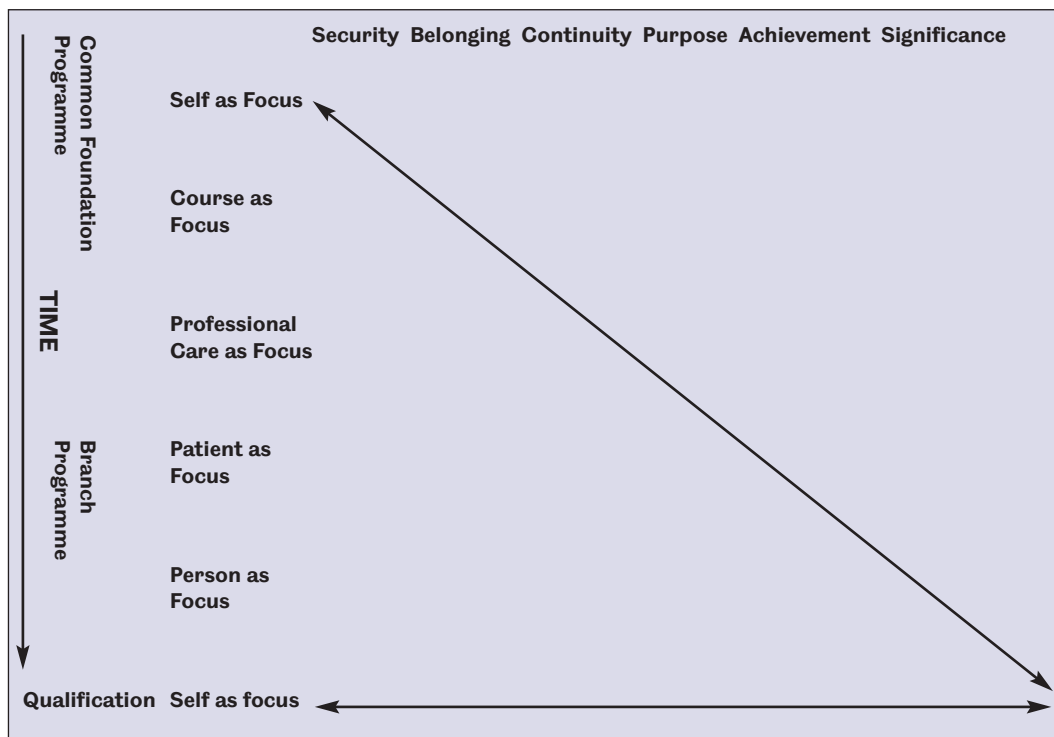 Security Belonging Continuity Purpose Achievement Significance
Common Foundation
Programme
Self as Focus
Course as
Focus
TIME
Professional
Care as Focus
Branch
Programme
Patient as
Focus
Person as
Focus
Qualification Self as focus